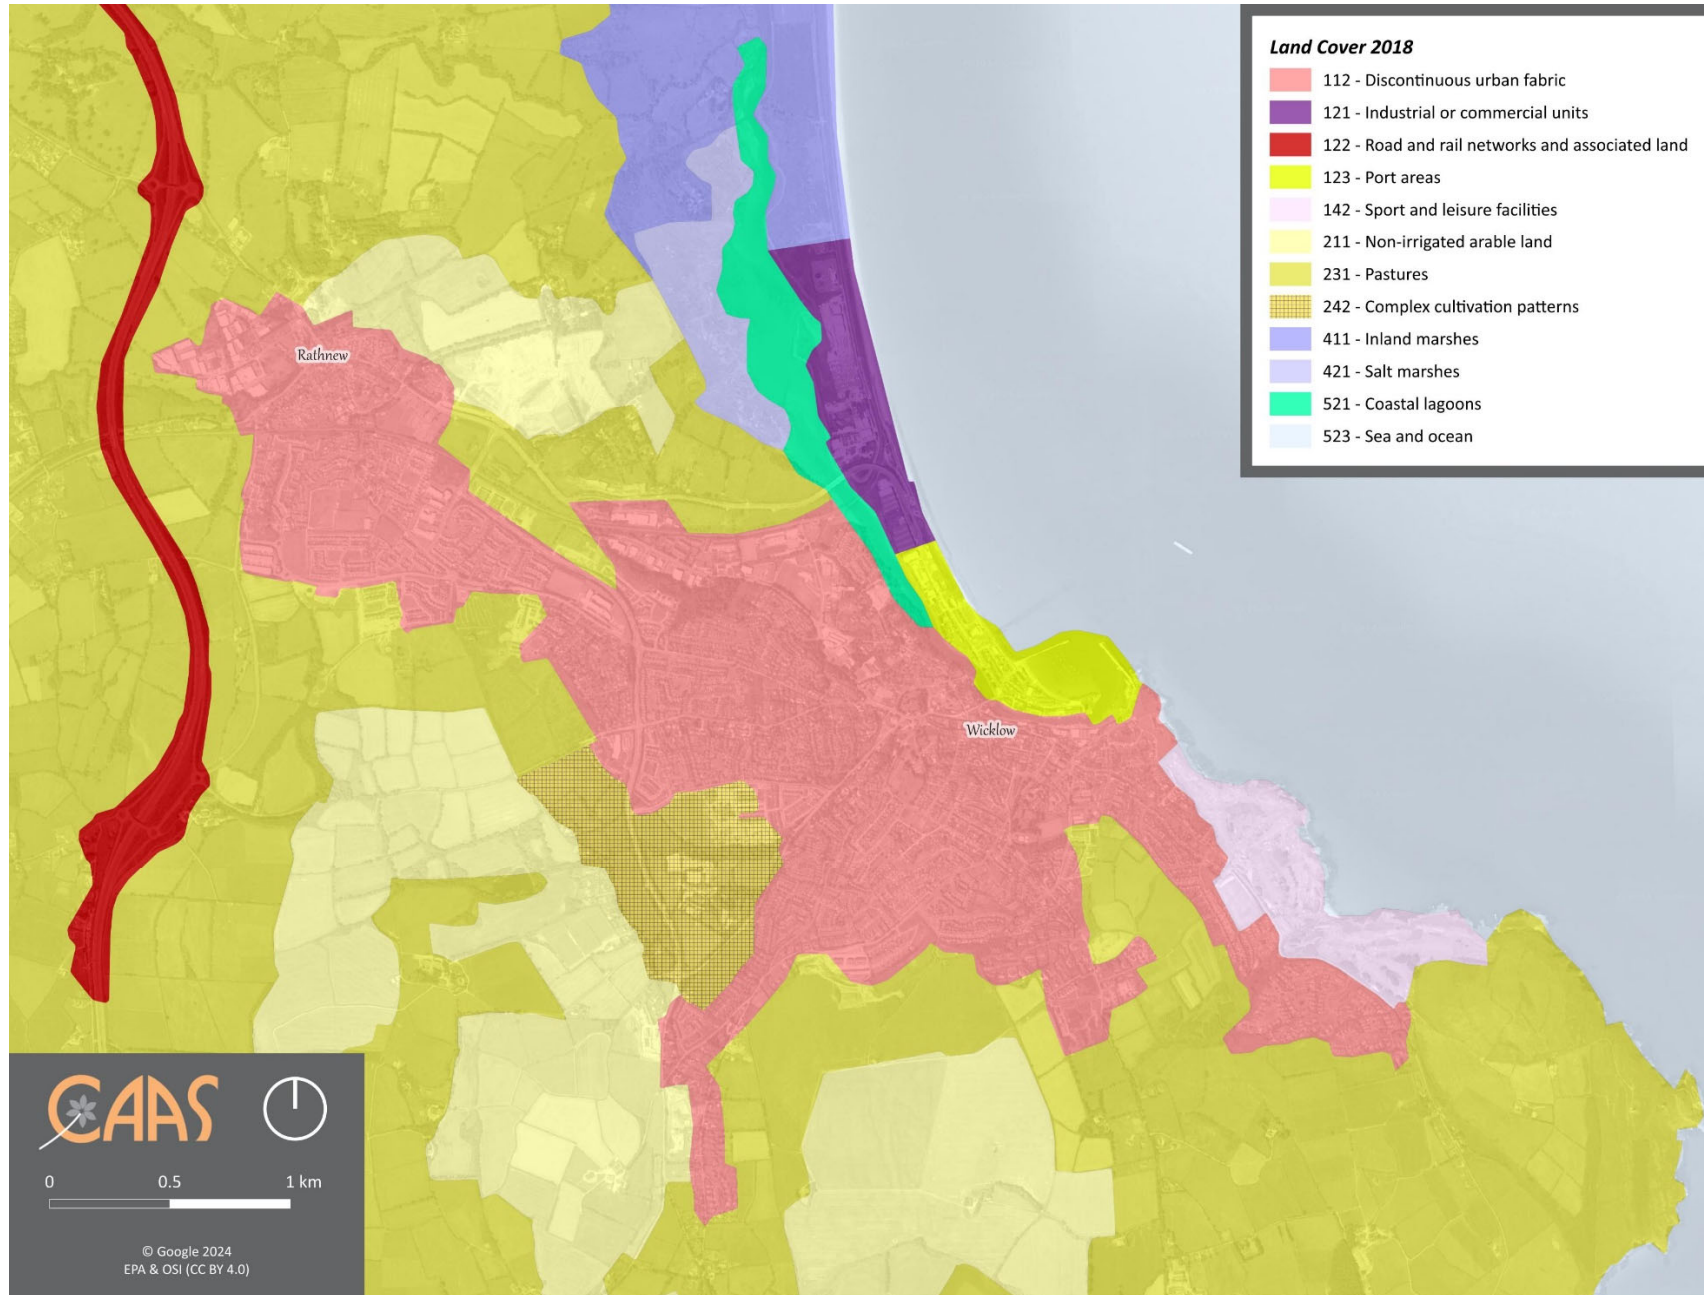 Land Cover 2018
112 - Discontinuous urban fabric
121 - Industrial or commercial units
122 - Road and rail networks and associated land
123 - Port areas
142 - Sport and leisure facilities
211 - Non-irrigated arable land
231 - Pastures
242 - Complex cultivation patterns
411 - Inland marshes
421 - Salt marshes
521 - Coastal lagoons
523 - Sea and ocean
Rathnew
Wicklow
CAAS
0 0.5 1 km
© Google 2024
EPA & OSI (CC BY 4.0)